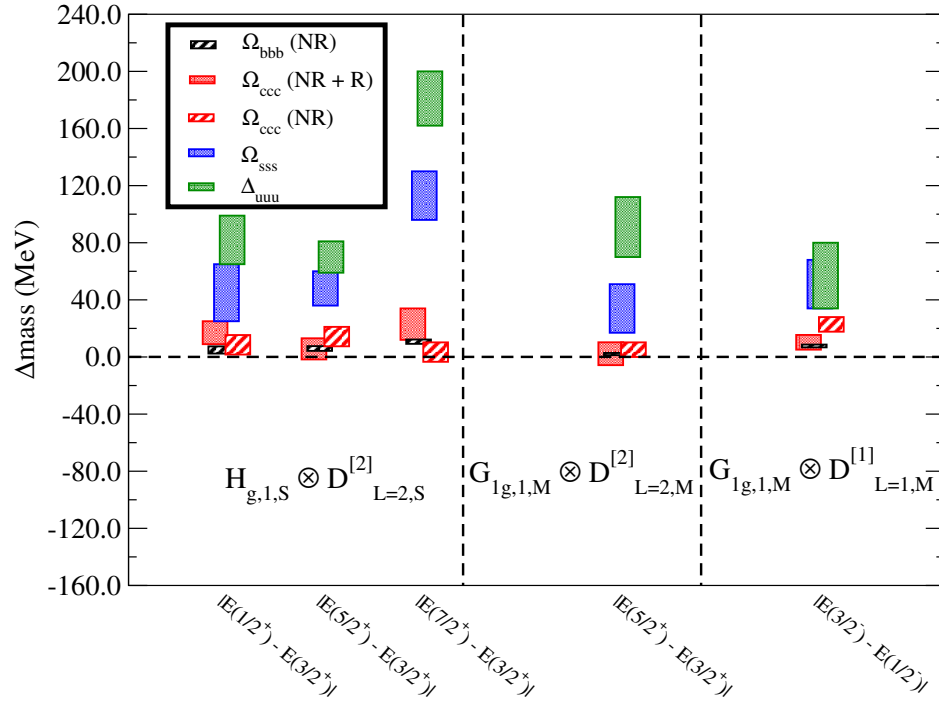 240.0
200.0
160.0
120.0
80.0
40.0
0.0
-40.0
-80.0
-120.0
-160.0
Δmass (MeV)
Ω_bbb (NR)
Ω_ccc (NR + R)
Ω_ccc (NR)
Ω_sss
Δ_uuu
H_g,1,S ⊗ D^[2]_L=2,S
G_1g,1,M ⊗ D^[2]_L=2,M
G_1g,1,M ⊗ D^[1]_L=1,M
|E(1/2⁺) - E(3/2⁺)|
|E(5/2⁺) - E(3/2⁺)|
|E(7/2⁺) - E(3/2⁺)|
|E(5/2⁺) - E(3/2⁺)|
|E(3/2⁻) - E(1/2⁻)|